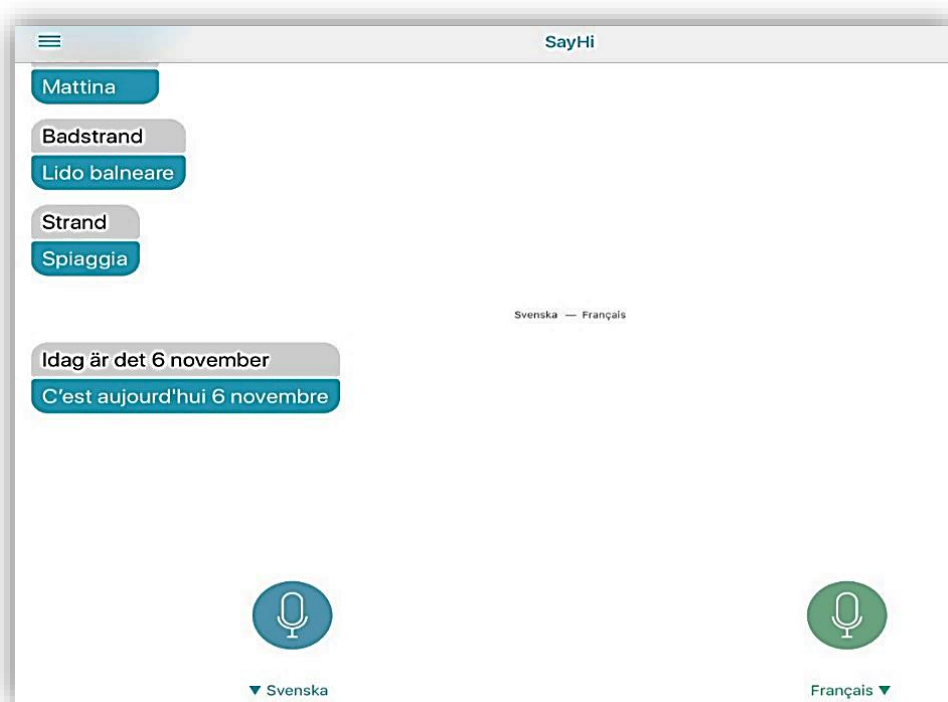 SayHi
Mattina
Badstrand
Lido balneare
Strand
Spiaggia
Svenska — Français
Idag är det 6 november
C'est aujourd'hui 6 novembre
▼ Svenska
Français ▼